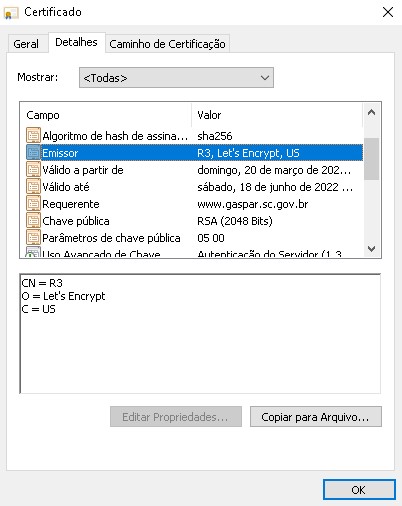 Certificado
Geral Detalhes Caminho de Certificação
Mostrar: <Todas>
Campo Valor
Algoritmo de hash de assina... sha256
Emissor R3, Let's Encrypt, US
Válido a partir de domingo, 20 de março de 202...
Válido até sábado, 18 de junho de 2022 ...
Requerente www.gaspar.sc.gov.br
Chave pública RSA (2048 Bits)
Parâmetros de chave pública 05 00
Uso Avançado de Chave Autenticação do Servidor (1.3....
CN = R3
O = Let's Encrypt
C = US
Editar Propriedades... Copiar para Arquivo...
OK